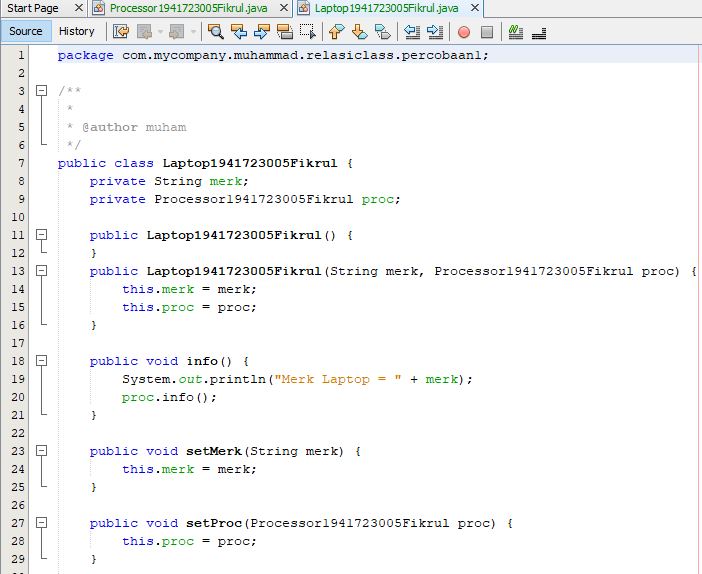 Start Page
Processor1941723005Fikrul.java
Laptop1941723005Fikrul.java
Source History
1 package com.mycompany.muhammad.relasiclass.percobaan1;
2
3 /**
4 *
5 * @author muham
6 */
7 public class Laptop1941723005Fikrul {
8 private String merk;
9 private Processor1941723005Fikrul proc;
10
11 public Laptop1941723005Fikrul() {
12 }
13 public Laptop1941723005Fikrul(String merk, Processor1941723005Fikrul proc) {
14 this.merk = merk;
15 this.proc = proc;
16 }
17
18 public void info() {
19 System.out.println("Merk Laptop = " + merk);
20 proc.info();
21 }
22
23 public void setMerk(String merk) {
24 this.merk = merk;
25 }
26
27 public void setProc(Processor1941723005Fikrul proc) {
28 this.proc = proc;
29 }